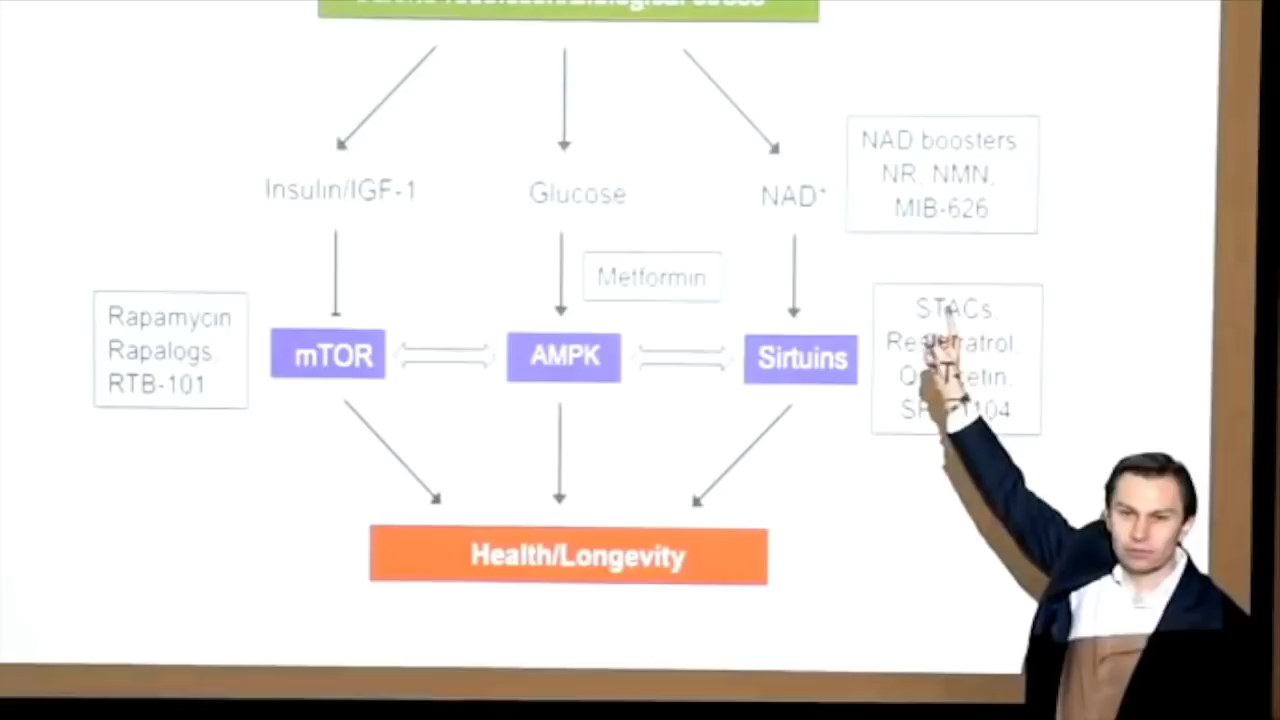 Insulin/IGF-1
Glucose
NAD+
NAD boosters
NR, NMN,
MIB-626
Metformin
Rapamycin
Rapalogs,
RTB-101
mTOR
AMPK
Sirtuins
STACs,
Health/Longevity